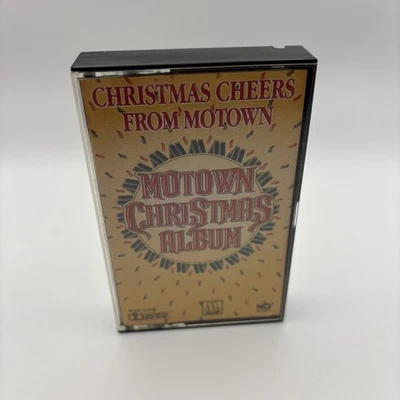 CHRISTMAS CHEERS
FROM MOTOWN
MOTOWN
CHRISTMAS
ALBUM